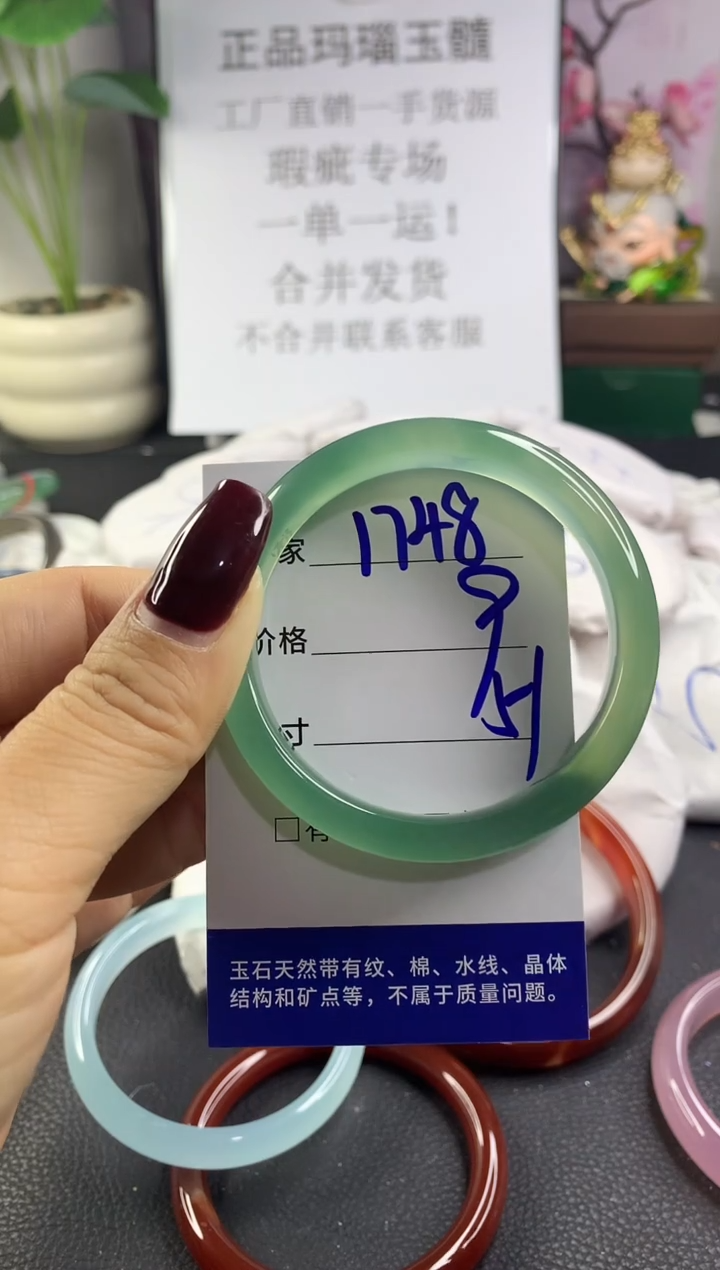 正品玛瑙玉髓
工厂直销一手货源
瑕疵专场
一单一运！
合并发货
不合并联系客服
家 1748
价格
寸
□有
玉石天然带有纹、棉、水线、晶体
结构和矿点等，不属于质量问题。